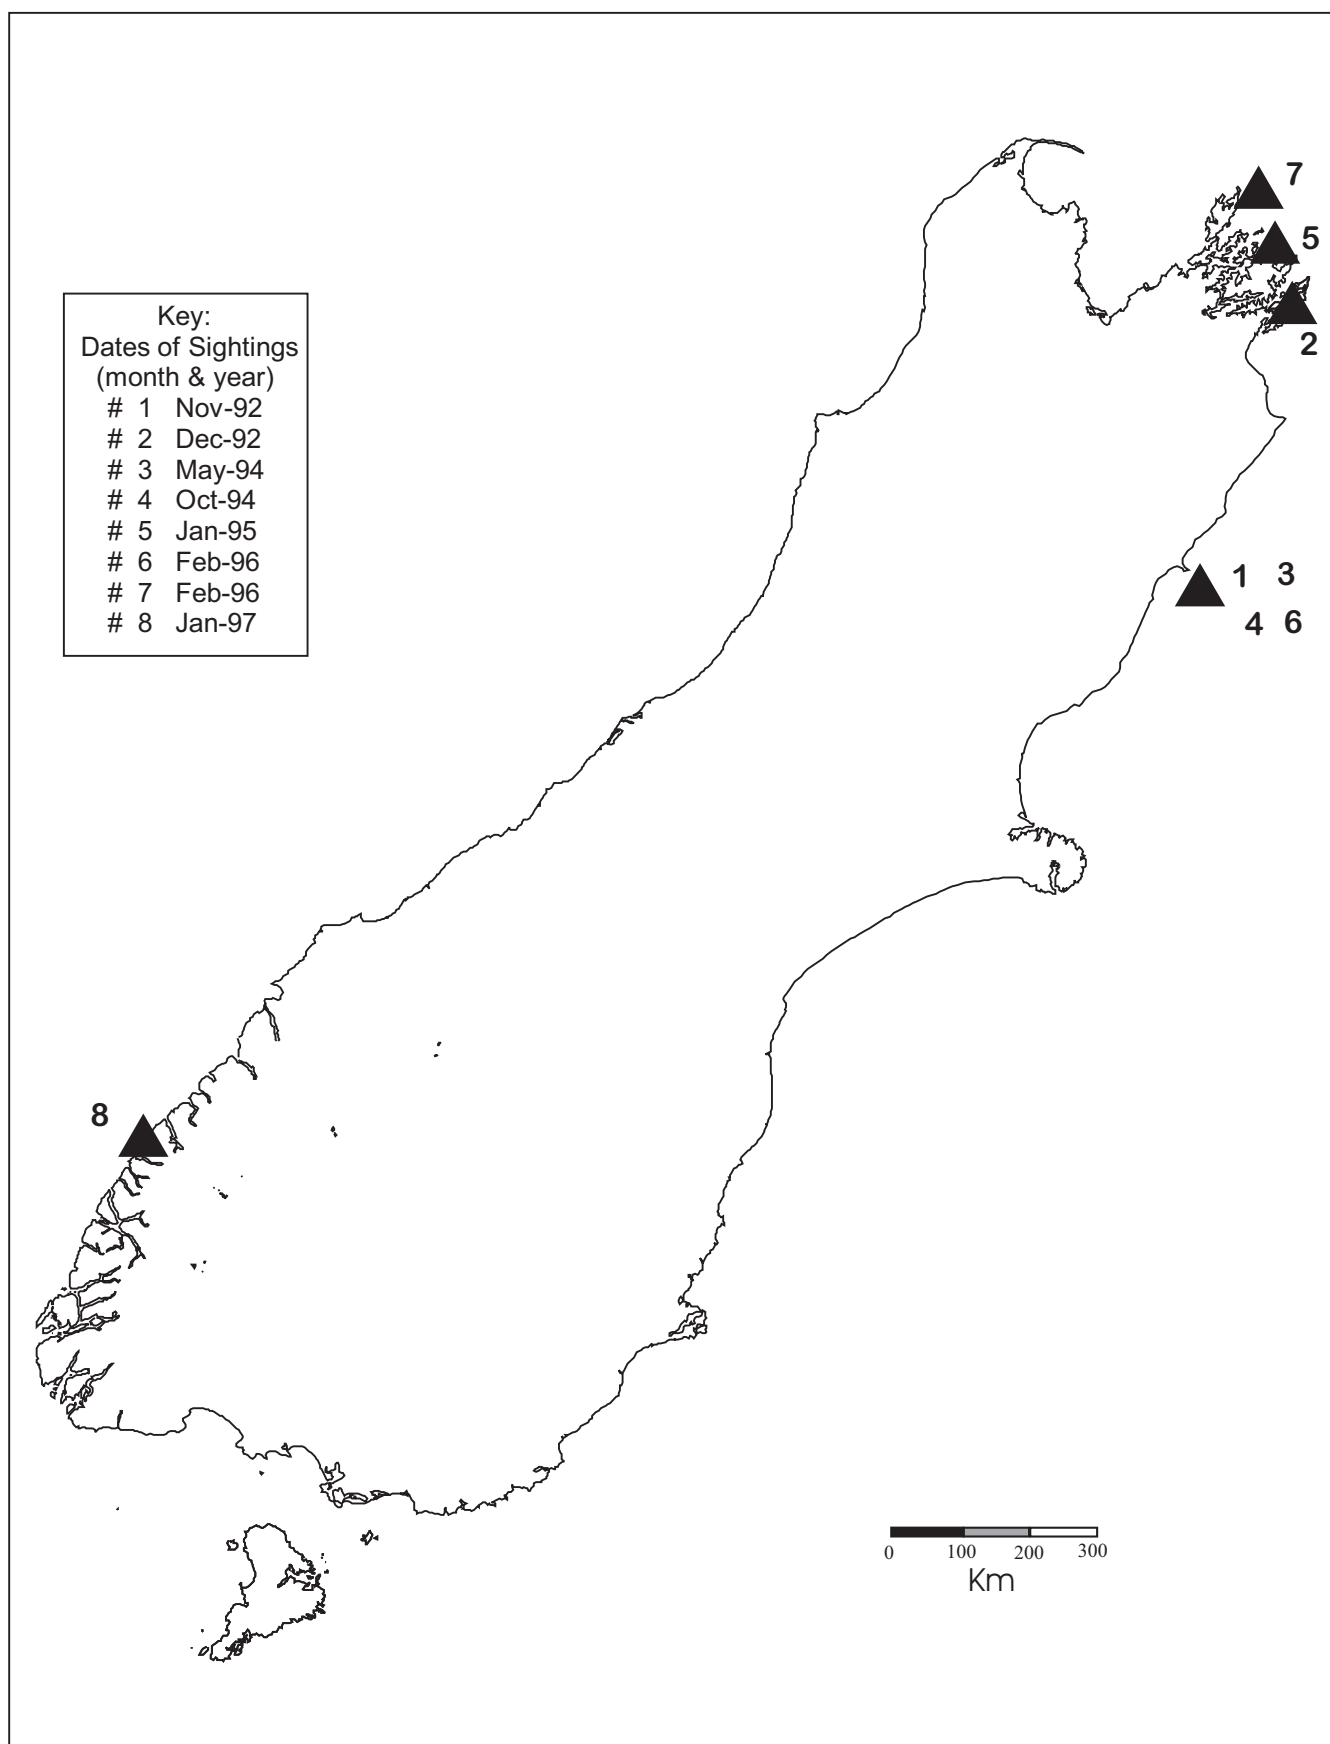 7
5
2
Key:
Dates of Sightings
(month & year)
# 1 Nov-92
# 2 Dec-92
# 3 May-94
# 4 Oct-94
# 5 Jan-95
# 6 Feb-96
# 7 Feb-96
# 8 Jan-97
1 3
4 6
8
0 100 200 300
Km